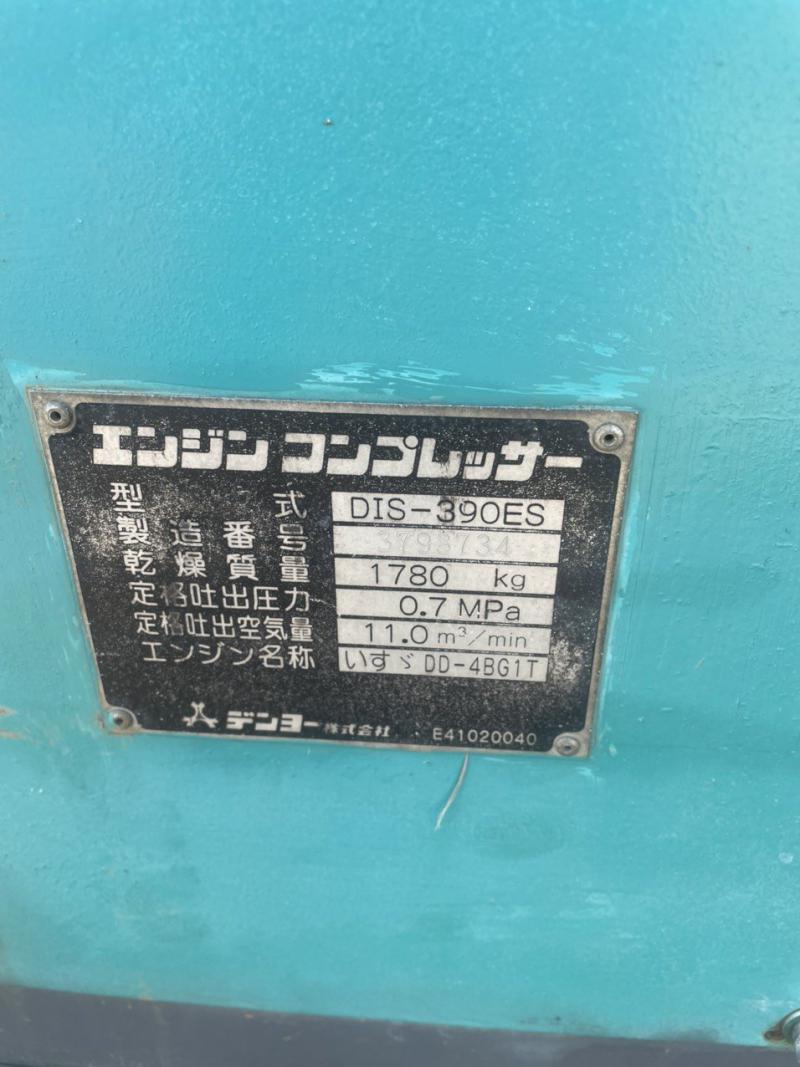 エンジン コンプレッサー
型式 DIS-390ES
製造番号 3798734
乾燥質量 1780 kg
定格吐出圧力 0.7 MPa
定格吐出空気量 11.0 m³/min
エンジン名称 いすゞ DD-4BG1T
デンヨー株式会社 E41020040